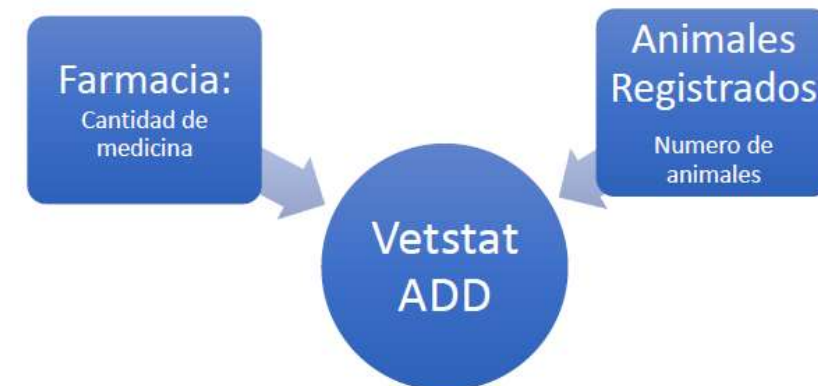 Farmacia:
Cantidad de
medicina
Animales
Registrados
Numero de
animales
Vetstat
ADD